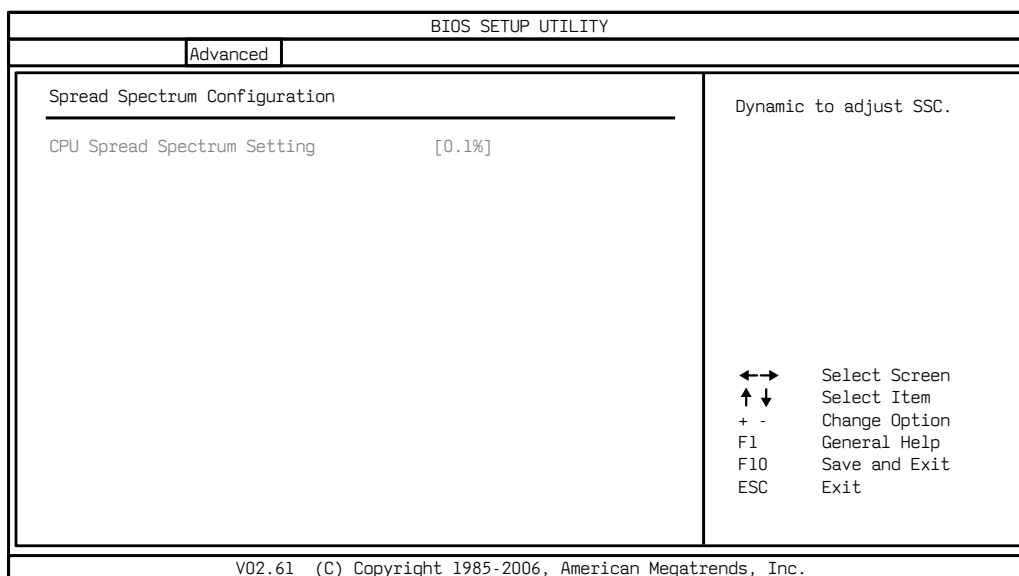 BIOS SETUP UTILITY
Advanced
Spread Spectrum Configuration
CPU Spread Spectrum Setting [0.1%]
Dynamic to adjust SSC.
←→ Select Screen
↑↓ Select Item
+ - Change Option
F1 General Help
F10 Save and Exit
ESC Exit
V02.61 (C) Copyright 1985-2006, American Megatrends, Inc.